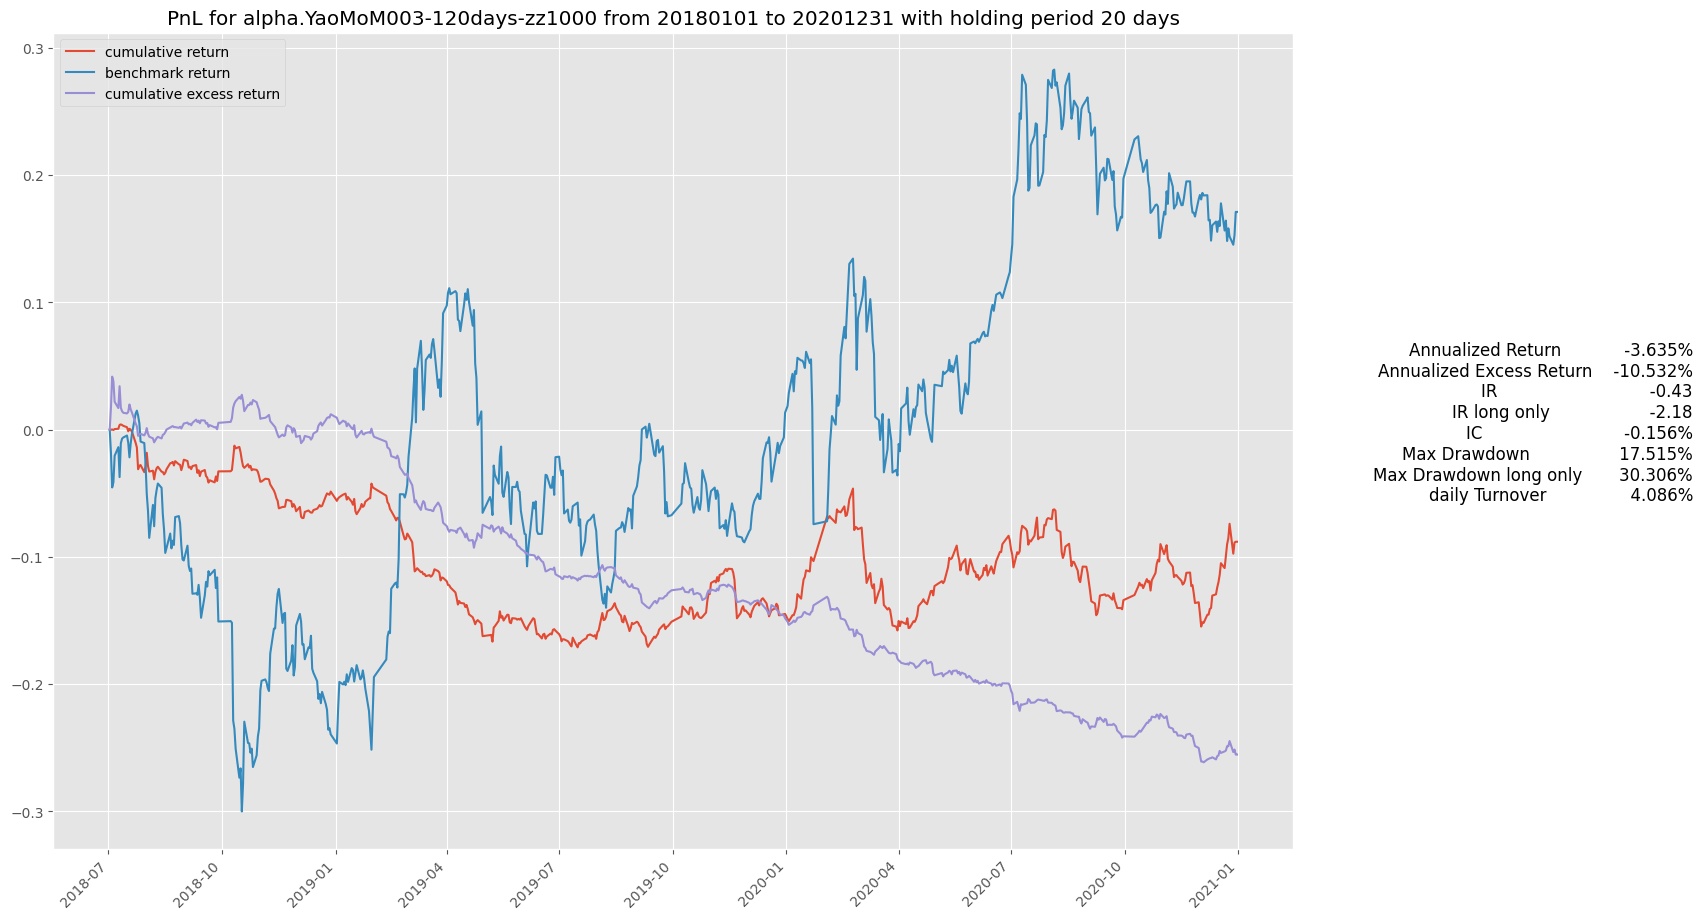 PnL for alpha.YaoMoM003-120days-zz1000 from 20180101 to 20201231 with holding period 20 days
cumulative return
benchmark return
cumulative excess return
0.3
0.2
0.1
0.0
−0.1
−0.2
−0.3
2018-07
2018-10
2019-01
2019-04
2019-07
2019-10
2020-01
2020-04
2020-07
2020-10
2021-01
Annualized Return -3.635%
Annualized Excess Return -10.532%
IR -0.43
IR long only -2.18
IC -0.156%
Max Drawdown 17.515%
Max Drawdown long only 30.306%
daily Turnover 4.086%